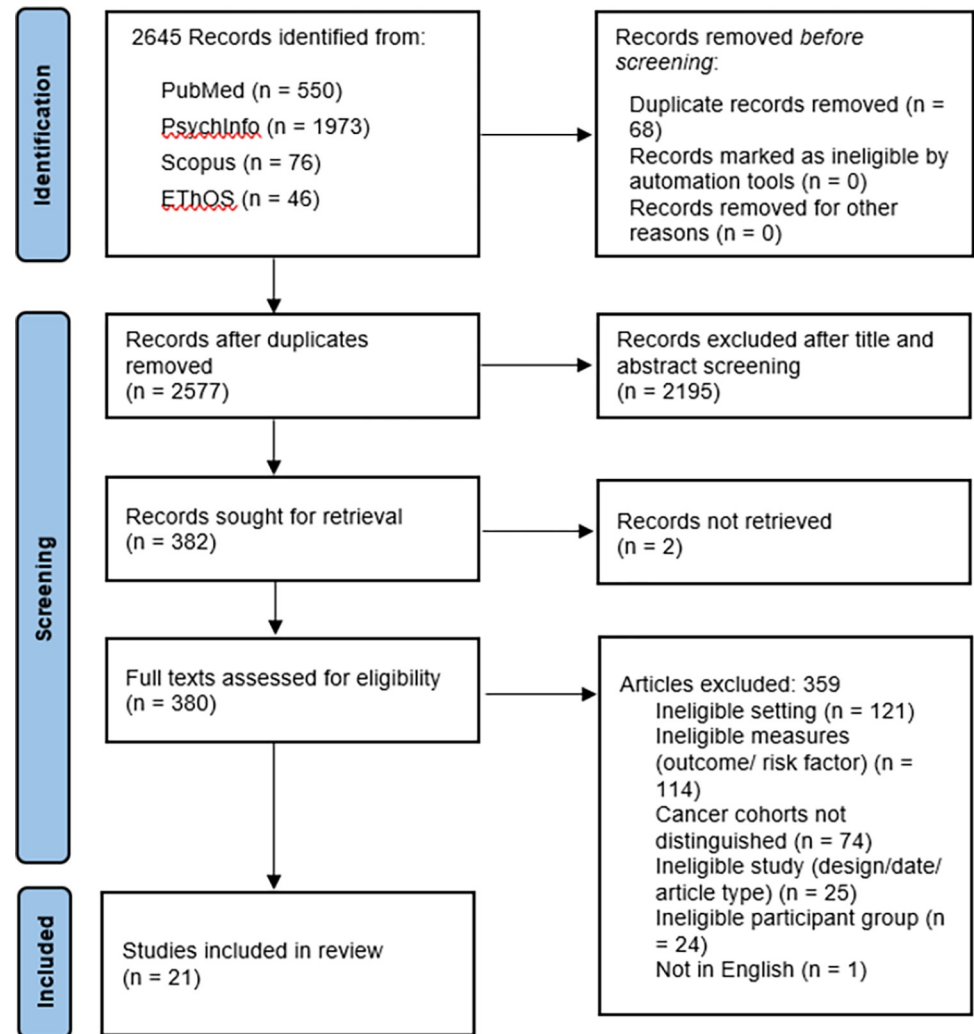 Identification
2645 Records identified from:
PubMed (n = 550)
PsychInfo (n = 1973)
Scopus (n = 76)
EThOS (n = 46)
Records removed before
screening:
Duplicate records removed (n =
68)
Records marked as ineligible by
automation tools (n = 0)
Records removed for other
reasons (n = 0)
Screening
Records after duplicates
removed
(n = 2577)
Records excluded after title and
abstract screening
(n = 2195)
Records sought for retrieval
(n = 382)
Records not retrieved
(n = 2)
Full texts assessed for eligibility
(n = 380)
Articles excluded: 359
Ineligible setting (n = 121)
Ineligible measures
(outcome/ risk factor) (n =
114)
Cancer cohorts not
distinguished (n = 74)
Ineligible study (design/date/
article type) (n = 25)
Ineligible participant group (n
= 24)
Not in English (n = 1)
Included
Studies included in review
(n = 21)